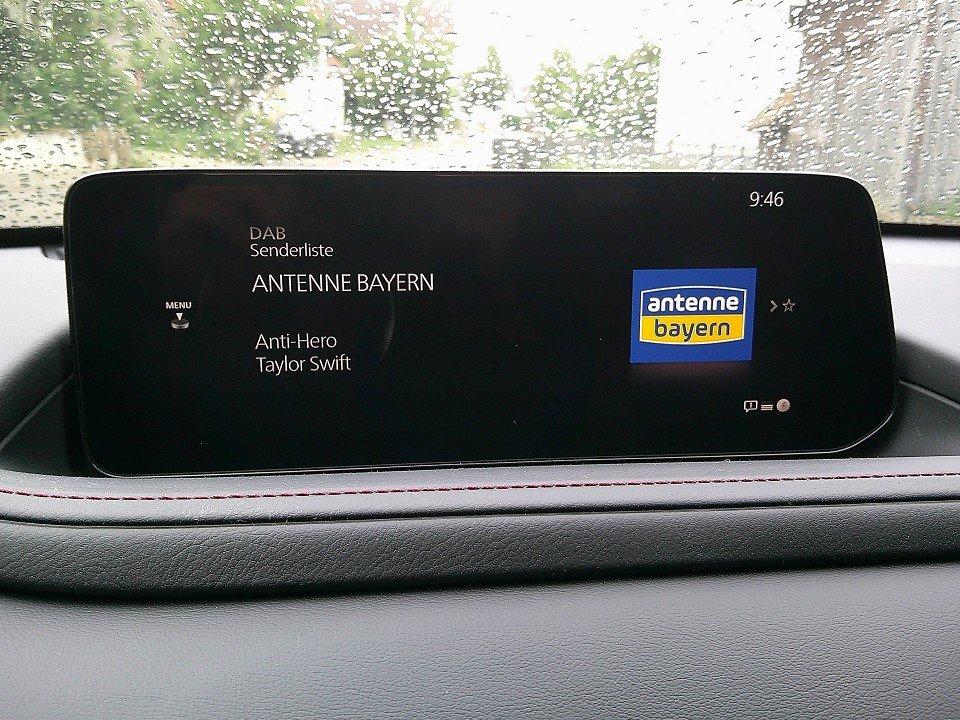 9:46
DAB
Senderliste
ANTENNE BAYERN
MENU
Anti-Hero
Taylor Swift
antenne
bayern